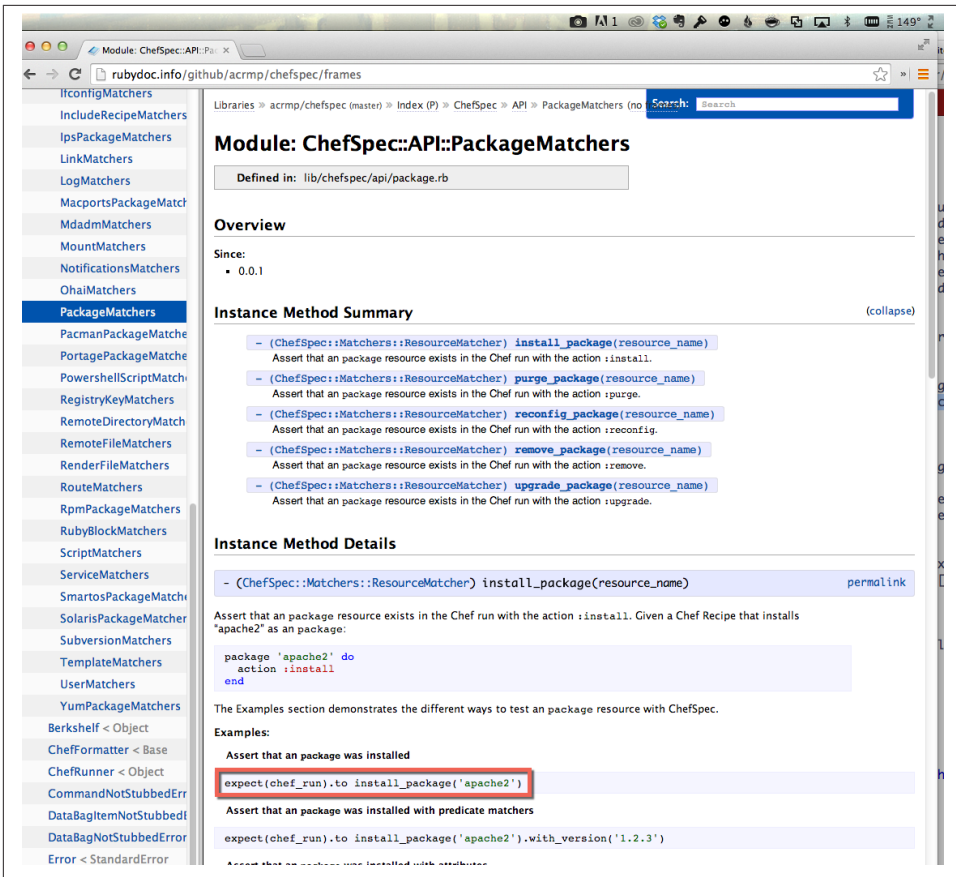 1 149°
Module: ChefSpec::API::Pac ×
rubydoc.info/github/acrmp/chefspec/frames »
IfconfigMatchers
IncludeRecipeMatchers
IpsPackageMatchers
LinkMatchers
LogMatchers
MacportsPackageMatch
MdadmMatchers
MountMatchers
NotificationsMatchers
OhaiMatchers
PackageMatchers
PacmanPackageMatche
PortagePackageMatche
PowershellScriptMatch
RegistryKeyMatchers
RemoteDirectoryMatch
RemoteFileMatchers
RenderFileMatchers
RouteMatchers
RpmPackageMatchers
RubyBlockMatchers
ScriptMatchers
ServiceMatchers
SmartosPackageMatche
SolarisPackageMatcher
SubversionMatchers
TemplateMatchers
UserMatchers
YumPackageMatchers
Berkshelf < Object
ChefFormatter < Base
ChefRunner < Object
CommandNotStubbedErr
DataBagItemNotStubbedE
DataBagNotStubbedError
Error < StandardError
Libraries » acrmp/chefspec (master) » Index (P) » ChefSpec » API » PackageMatchers (no
Search: Search
Module: ChefSpec::API::PackageMatchers
Defined in: lib/chefspec/api/package.rb
Overview
Since:
▪ 0.0.1
Instance Method Summary (collapse)
- (ChefSpec::Matchers::ResourceMatcher) install_package(resource_name)
Assert that an package resource exists in the Chef run with the action :install.
- (ChefSpec::Matchers::ResourceMatcher) purge_package(resource_name)
Assert that an package resource exists in the Chef run with the action :purge.
- (ChefSpec::Matchers::ResourceMatcher) reconfig_package(resource_name)
Assert that an package resource exists in the Chef run with the action :reconfig.
- (ChefSpec::Matchers::ResourceMatcher) remove_package(resource_name)
Assert that an package resource exists in the Chef run with the action :remove.
- (ChefSpec::Matchers::ResourceMatcher) upgrade_package(resource_name)
Assert that an package resource exists in the Chef run with the action :upgrade.
Instance Method Details
- (ChefSpec::Matchers::ResourceMatcher) install_package(resource_name) permalink
Assert that an package resource exists in the Chef run with the action :install. Given a Chef Recipe that installs
"apache2" as an package:
package 'apache2' do
action :install
end
The Examples section demonstrates the different ways to test an package resource with ChefSpec.
Examples:
Assert that an package was installed
expect(chef_run).to install_package('apache2')
Assert that an package was installed with predicate matchers
expect(chef_run).to install_package('apache2').with_version('1.2.3')
Assert that an package was installed with attributes